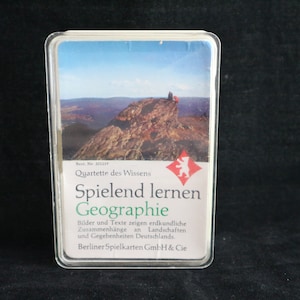 Quartette des Wissens
Spielend lernen
Geographie
Bilder und Texte zeigen erdkundliche
Zusammenhänge an Landschaften
und Gegebenheiten Deutschlands.
Berliner Spielkarten GmbH & Cie